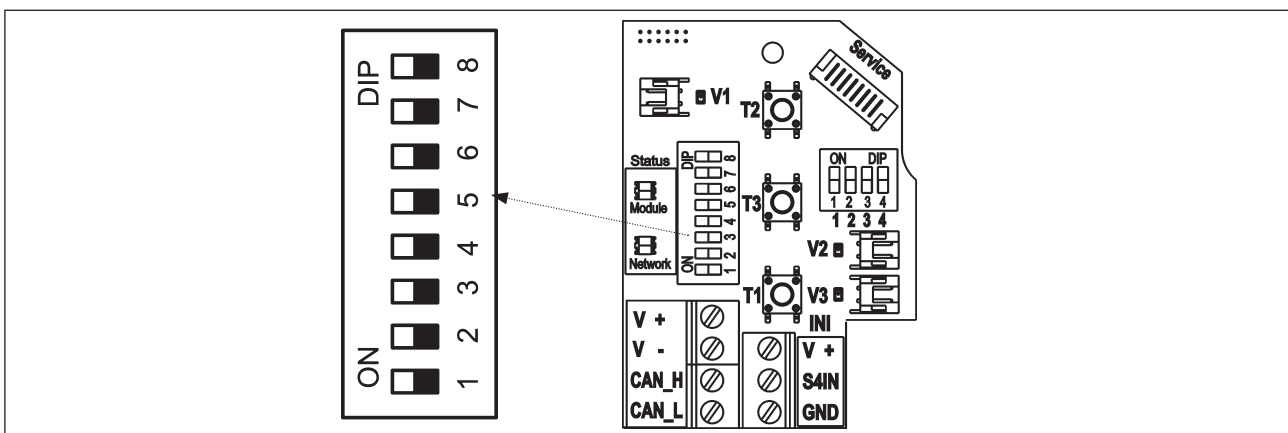 DIP
8
7
6
5
4
3
2
1
ON
Service
V1
T2
Status
Module
Network
DIP
8
7
6
5
4
3
2
1
ON
T3
ON DIP
1 2 3 4
1 2 3 4
V2
T1
V3
INI
V +
V -
CAN_H
CAN_L
V +
S4IN
GND